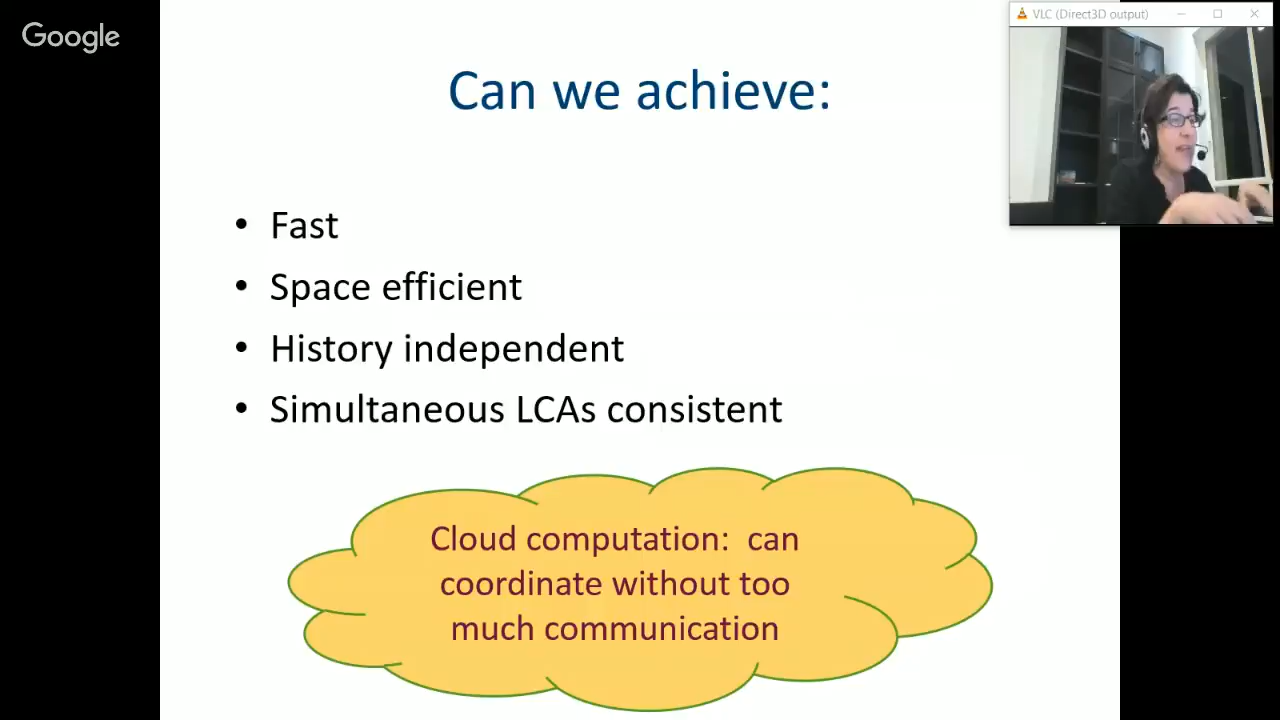 Google
VLC (Direct3D output)
Can we achieve:
• Fast
• Space efficient
• History independent
• Simultaneous LCAs consistent
Cloud computation:  can
coordinate without too
much communication